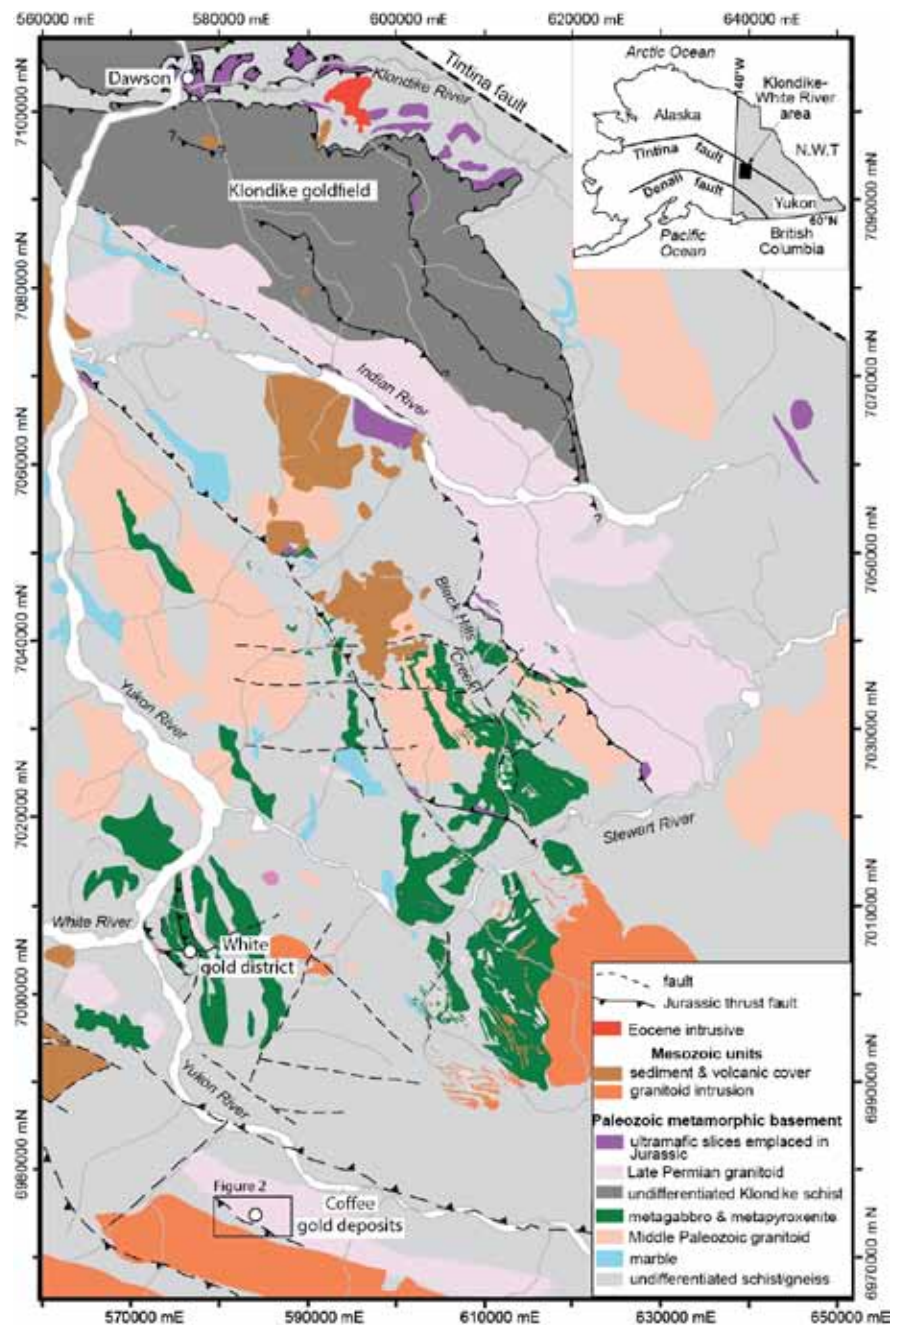 560000 mE
580000 mE
600000 mE
620000 mE
640000 mE
7100000 mN
7080000 mN
7060000 mN
7040000 mN
7020000 mN
7000000 mN
6980000 mN
Dawson
Klondike River
Tintina fault
?
Klondike goldfield
Indian River
?
Black Hills
Creek
Yukon River
Stewart River
White River
White
gold district
Yukon River
Figure 2
Coffee
gold deposits
Arctic Ocean
140°W
Klondike-
White River
area
Alaska
N.W.T
Tintina fault
Denali fault
Yukon
60°N
Pacific
Ocean
British
Columbia
7090000 mN
7070000 mN
7050000 mN
7030000 mN
7010000 mN
6990000 mN
6970000 m N
fault
Jurassic thrust fault
Eocene intrusive
Mesozoic units
sediment & volcanic cover
granitoid intrusion
Paleozoic metamorphic basement
ultramafic slices emplaced in
Jurassic
Late Permian granitoid
undifferentiated Klondike schist
metagabbro & metapyroxenite
Middle Paleozoic granitoid
marble
undifferentiated schist/gneiss
570000 mE
590000 mE
610000 mE
630000 mE
650000 mE